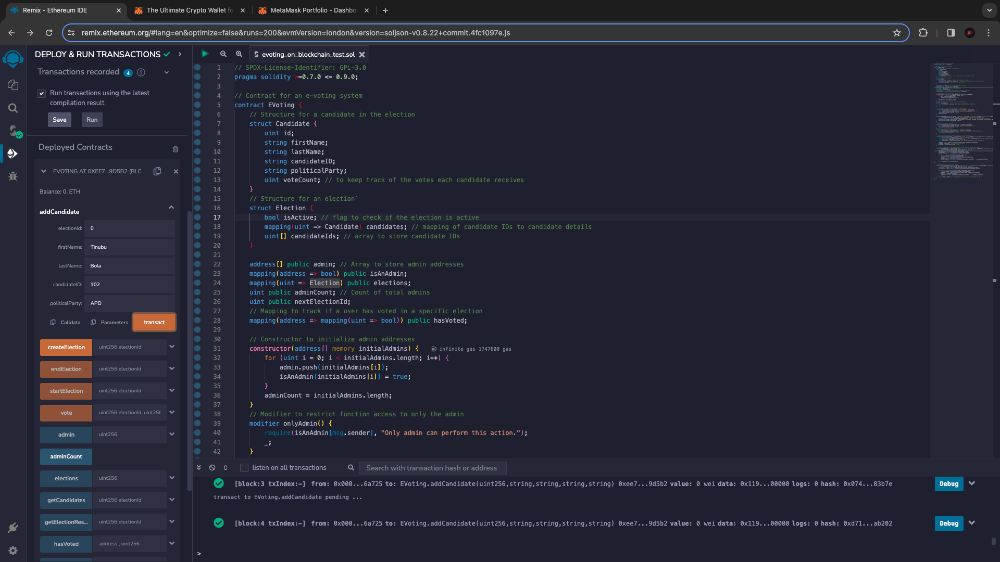 Remix - Ethereum IDE
The Ultimate Crypto Wallet fo
MetaMask Portfolio - Dashbo
remix.ethereum.org/#lang=en&optimize=false&runs=200&evmVersion=london&version=soljson-v0.8.22+commit.4fc1097e.js
DEPLOY & RUN TRANSACTIONS
Transactions recorded 4
Run transactions using the latest
compilation result
Save Run
Deployed Contracts
EVOTING AT 0XEE7...9D5B2 (BLO
Balance: 0. ETH
addCandidate
electionId: 0
firstName: Tinubu
lastName: Bola
candidateID: 102
politicalParty: APD
Calldata Parameters transact
createElection uint256 electionId
endElection uint256 electionId
startElection uint256 electionId
vote uint256 electionId, uint256
admin uint256
adminCount
elections uint256
getCandidates uint256 electionId
getElectionRes... uint256 electionId
hasVoted address , uint256
evoting_on_blockchain_test.sol
1 // SPDX-License-Identifier: GPL-3.0
2 pragma solidity >=0.7.0 <= 0.9.0;
3
4 // Contract for an e-voting system
5 contract EVoting {
6 // Structure for a candidate in the election
7 struct Candidate {
8 uint id;
9 string firstName;
10 string lastName;
11 string candidateID;
12 string politicalParty;
13 uint voteCount; // to keep track of the votes each candidate receives
14 }
15 // Structure for an election`
16 struct Election {
17 bool isActive; // flag to check if the election is active
18 mapping(uint => Candidate) candidates; // mapping of candidate IDs to candidate details
19 uint[] candidateIds; // array to store candidate IDs
20 }
21
22 address[] public admin; // Array to store admin addresses
23 mapping(address => bool) public isAnAdmin;
24 mapping(uint => Election) public elections;
25 uint public adminCount; // Count of total admins
26 uint public nextElectionId;
27 // Mapping to track if a user has voted in a specific election
28 mapping(address => mapping(uint => bool)) public hasVoted;
29
30 // Constructor to initialize admin addresses
31 constructor(address[] memory initialAdmins) { infinite gas 1747600 gas
32 for (uint i = 0; i < initialAdmins.length; i++) {
33 admin.push(initialAdmins[i]);
34 isAnAdmin[initialAdmins[i]] = true;
35 }
36 adminCount = initialAdmins.length;
37 }
38 // Modifier to restrict function access to only the admin
39 modifier onlyAdmin() {
40 require(isAnAdmin[msg.sender], "Only admin can perform this action.");
41 _;
42 }
0 listen on all transactions Search with transaction hash or address
[block:3 txIndex:-] from: 0x000...6a725 to: EVoting.addCandidate(uint256,string,string,string,string) 0xee7...9d5b2 value: 0 wei data: 0x119...00000 logs: 0 hash: 0x074...83b7e Debug
transact to EVoting.addCandidate pending ...
[block:4 txIndex:-] from: 0x000...6a725 to: EVoting.addCandidate(uint256,string,string,string,string) 0xee7...9d5b2 value: 0 wei data: 0x119...00000 logs: 0 hash: 0xd71...ab202 Debug
>